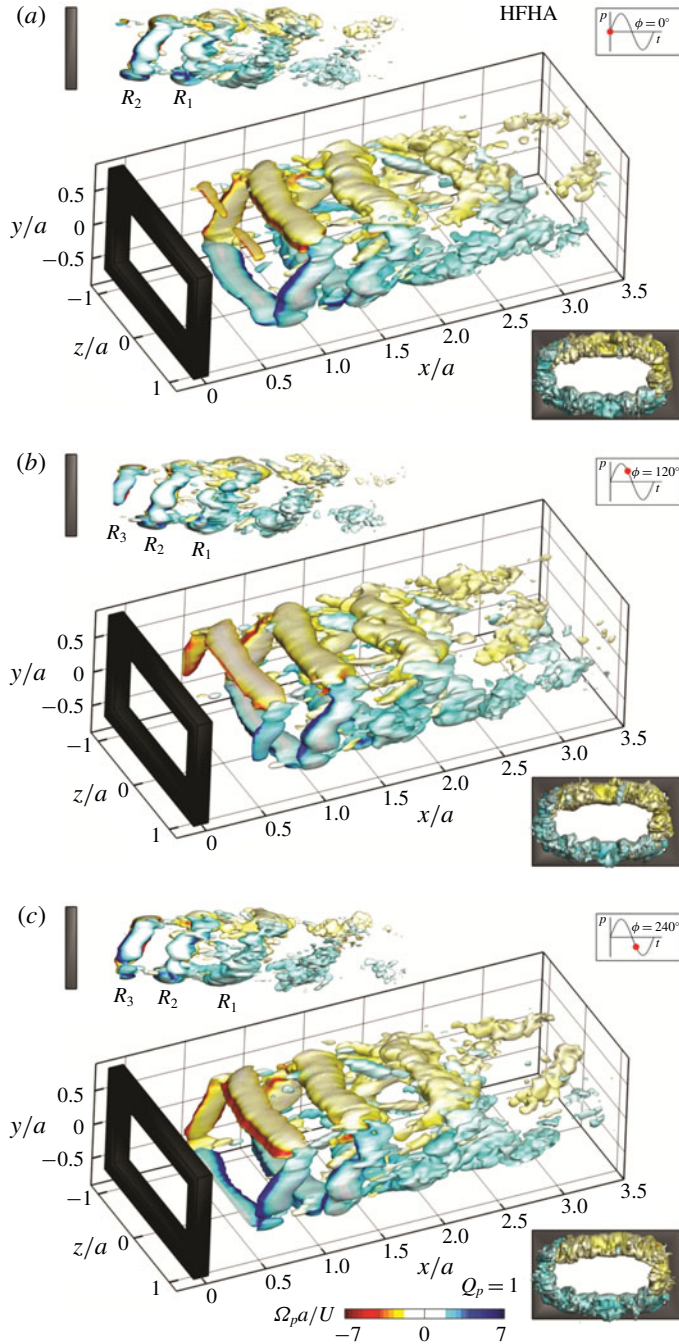 (a)
HFHA
p
ϕ = 0°
t
R₂ R₁
0.5
y/a 0
−0.5
−1
z/a 0
1
0 0.5 1.0 1.5 2.0 2.5 3.0 3.5
x/a
(b)
p
ϕ = 120°
t
R₃ R₂ R₁
0.5
y/a 0
−0.5
−1
z/a 0
1
0 0.5 1.0 1.5 2.0 2.5 3.0 3.5
x/a
(c)
p
ϕ = 240°
t
R₃ R₂ R₁
0.5
y/a 0
−0.5
−1
z/a 0
1
0 0.5 1.0 1.5 2.0 2.5 3.0 3.5
x/a
Q_p = 1
Ω_p a/U
−7 0 7